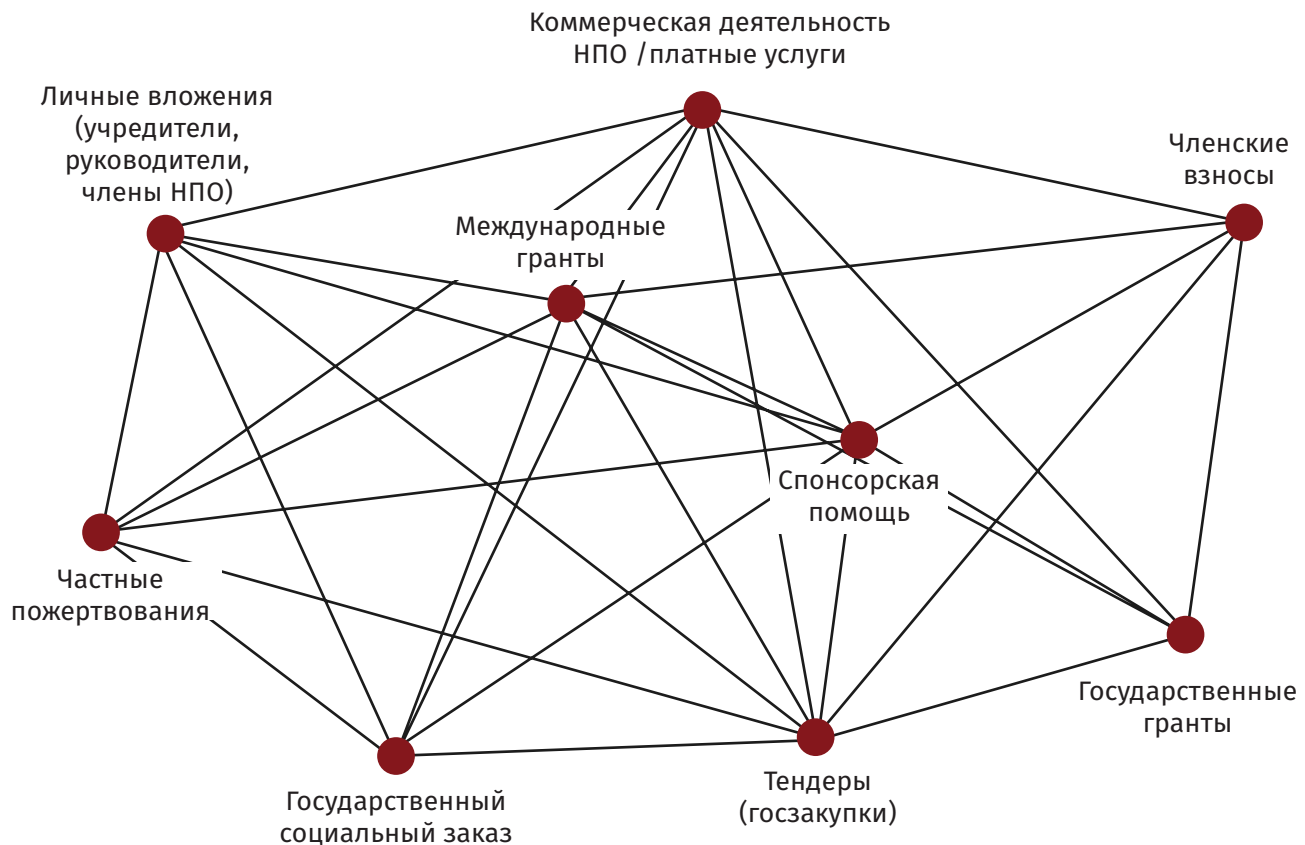 Коммерческая деятельность
НПО /платные услуги
Личные вложения
(учредители,
руководители,
члены НПО)
Членские
взносы
Международные
гранты
Спонсорская
помощь
Частные
пожертвования
Государственные
гранты
Тендеры
(госзакупки)
Государственный
социальный заказ